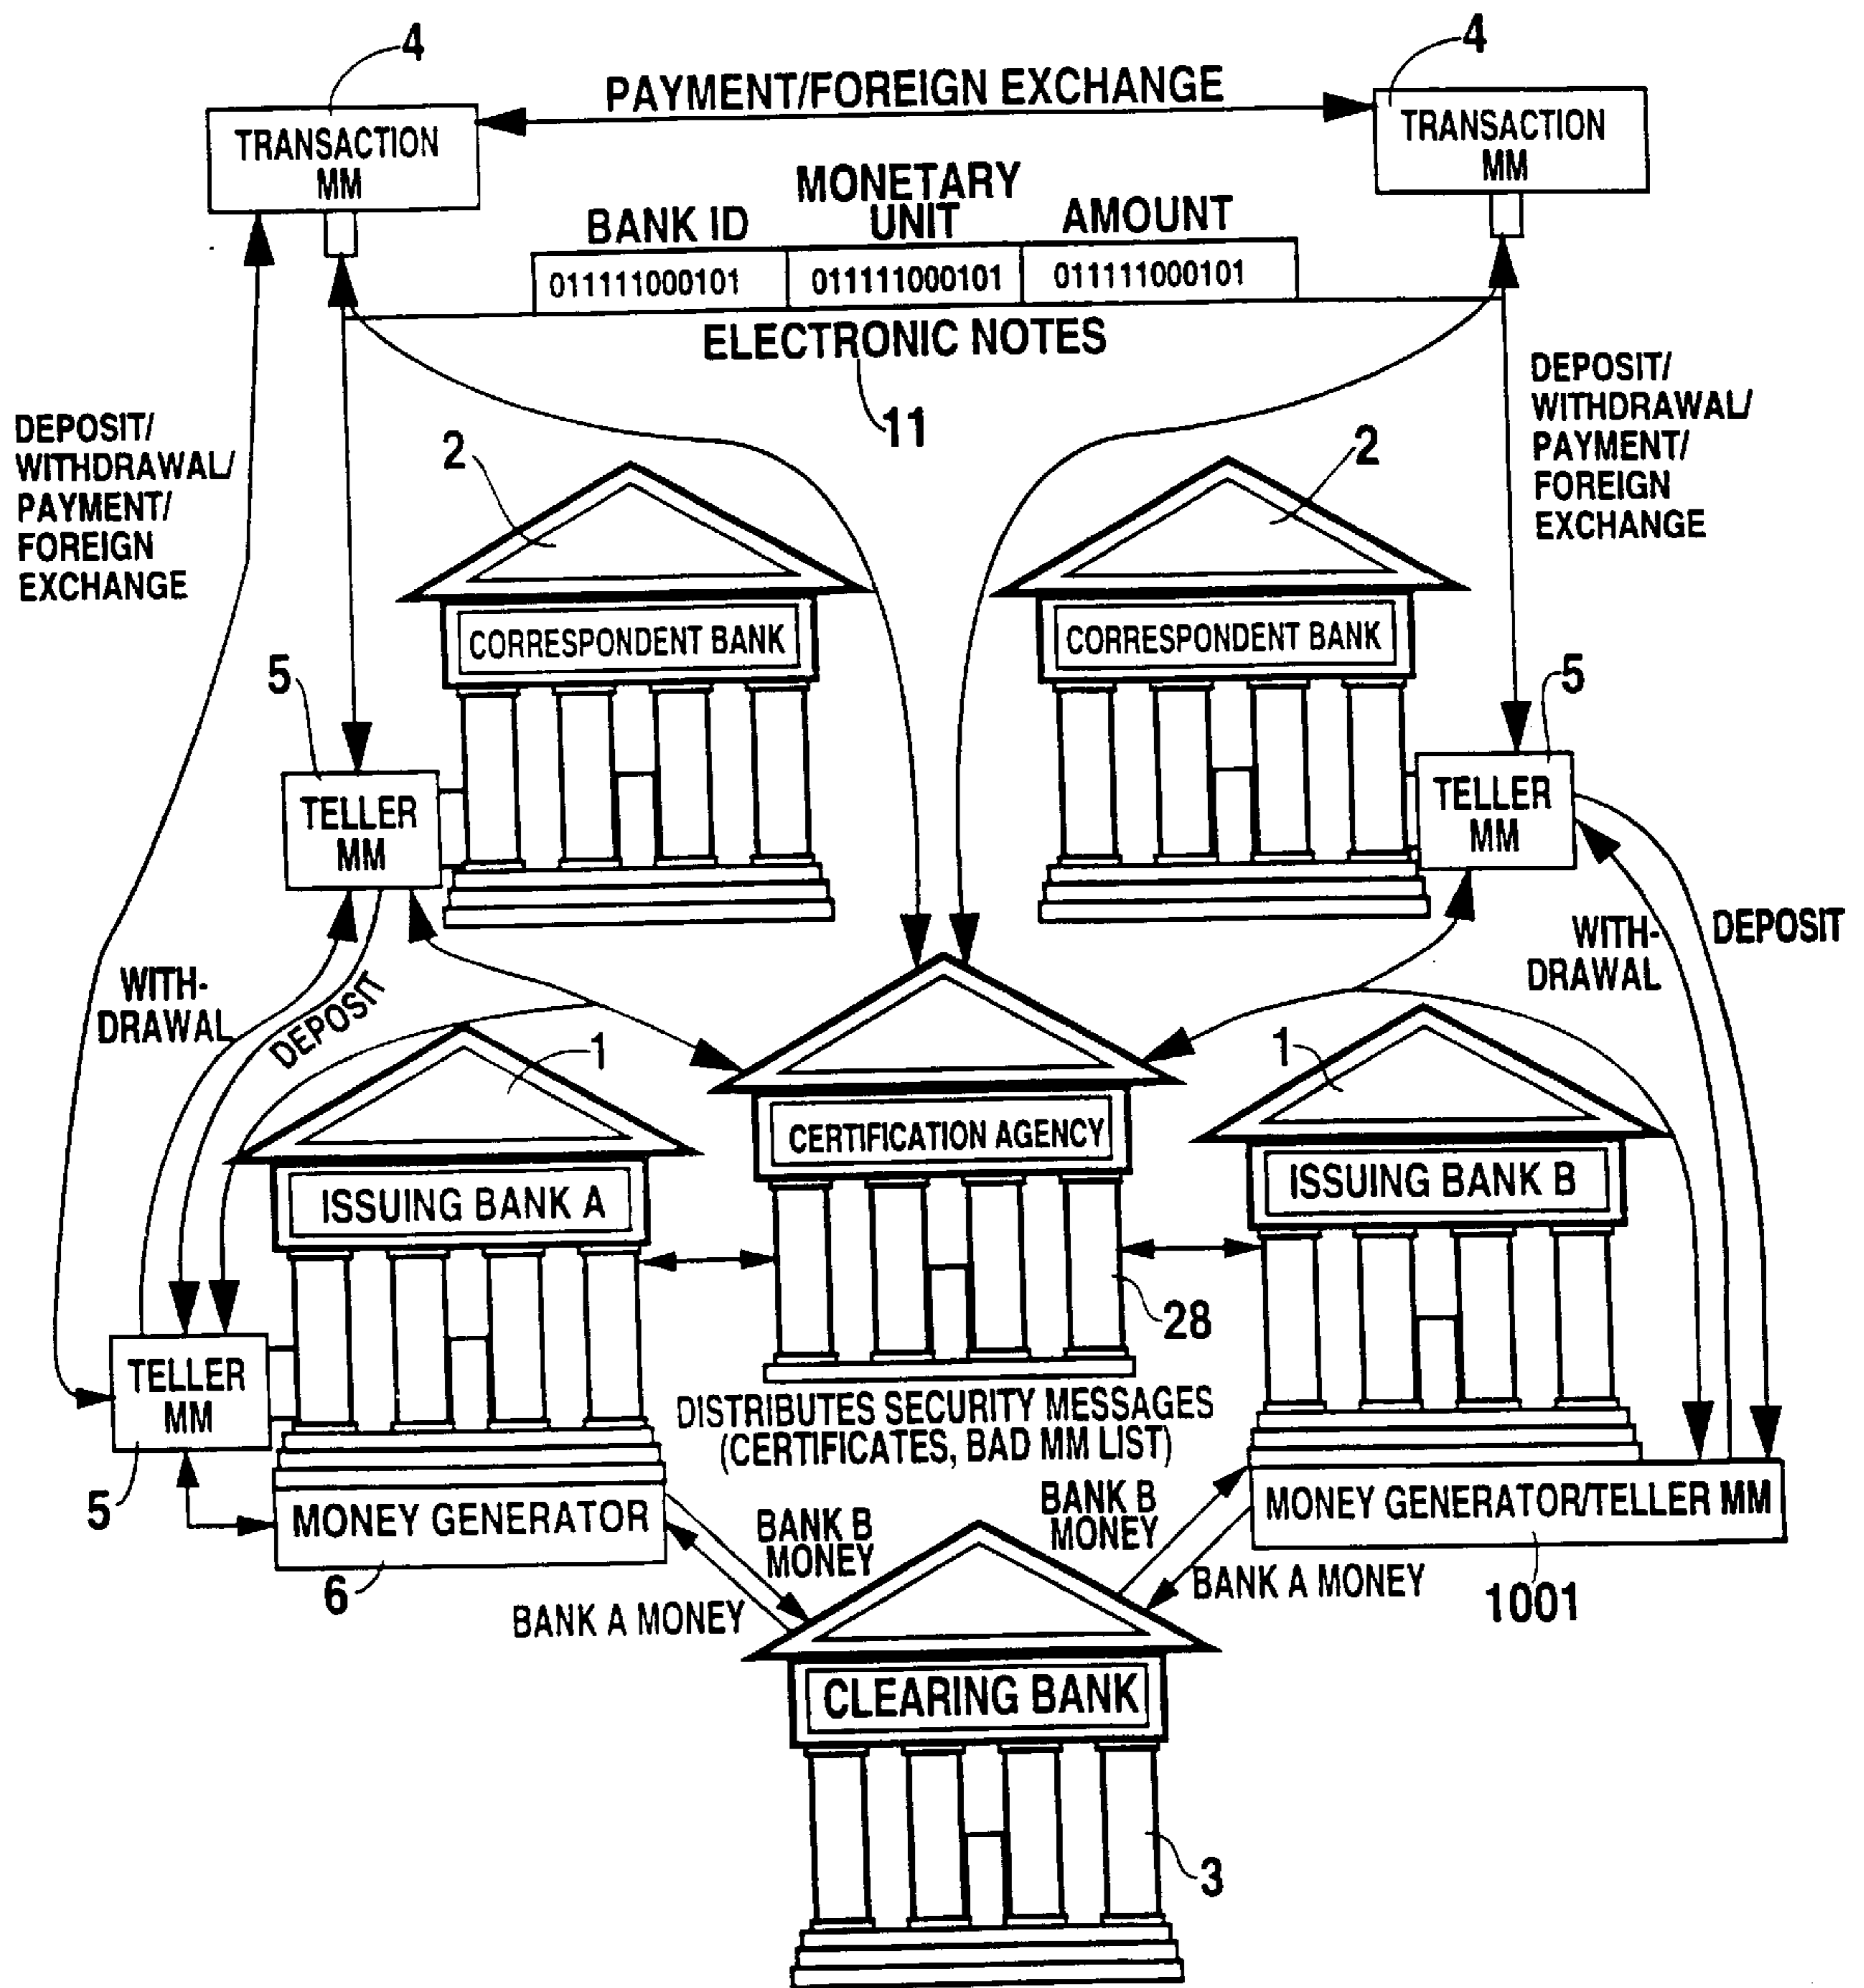 4
4
PAYMENT/FOREIGN EXCHANGE
TRANSACTION
MM
TRANSACTION
MM
BANK ID
MONETARY
UNIT
AMOUNT
011111000101
011111000101
011111000101
ELECTRONIC NOTES
11
DEPOSIT/
WITHDRAWAL/
PAYMENT/
FOREIGN
EXCHANGE
DEPOSIT/
WITHDRAWAL/
PAYMENT/
FOREIGN
EXCHANGE
2
2
CORRESPONDENT BANK
CORRESPONDENT BANK
5
5
TELLER
MM
TELLER
MM
WITH-
DRAWAL
DEPOSIT
WITH-
DRAWAL
DEPOSIT
1
1
CERTIFICATION AGENCY
ISSUING BANK A
ISSUING BANK B
28
TELLER
MM
5
DISTRIBUTES SECURITY MESSAGES
(CERTIFICATES, BAD MM LIST)
MONEY GENERATOR
6
MONEY GENERATOR/TELLER MM
1001
BANK B
MONEY
BANK A MONEY
BANK B
MONEY
BANK A MONEY
CLEARING BANK
3